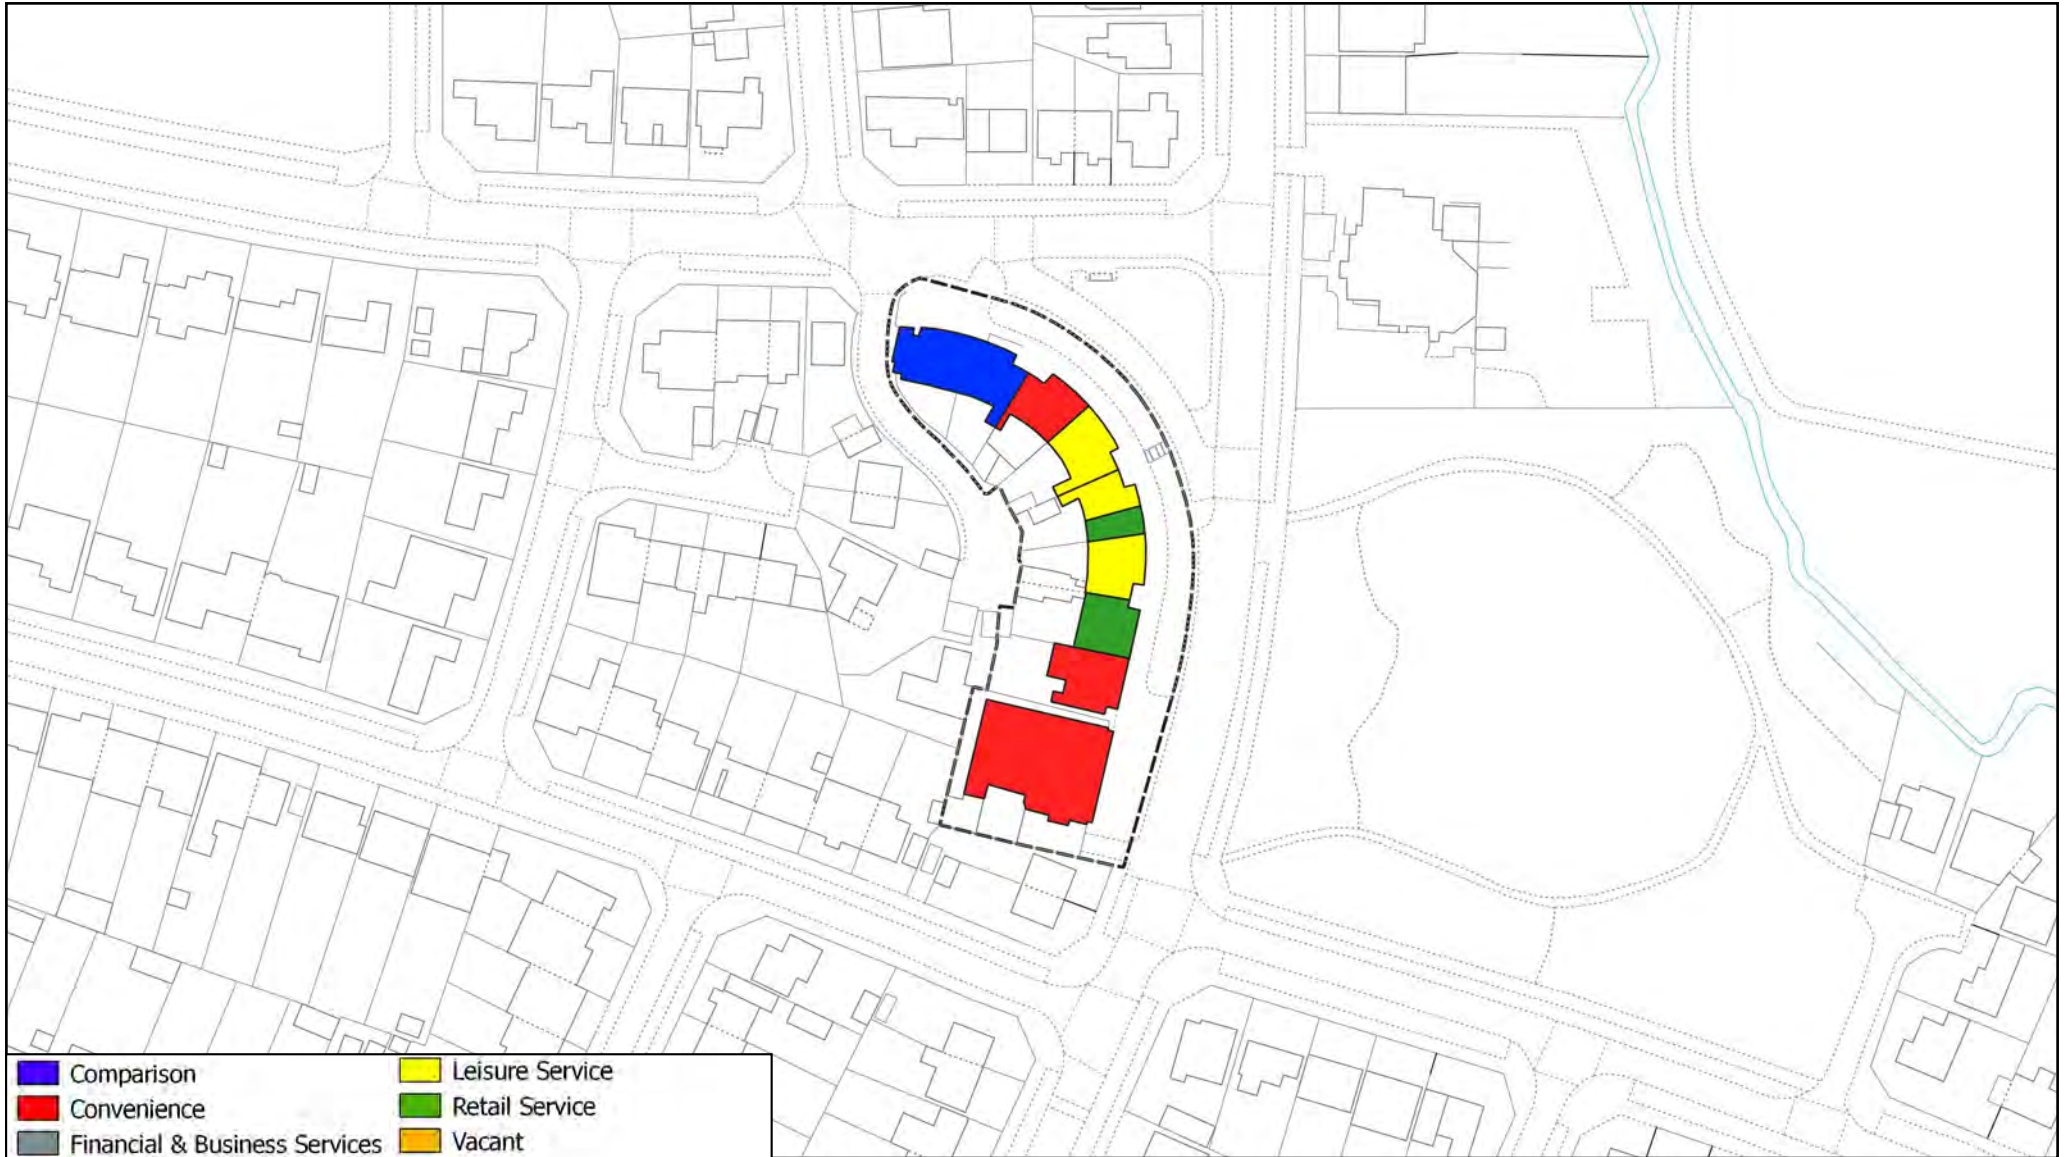 Comparison
Convenience
Financial & Business Services
Leisure Service
Retail Service
Vacant